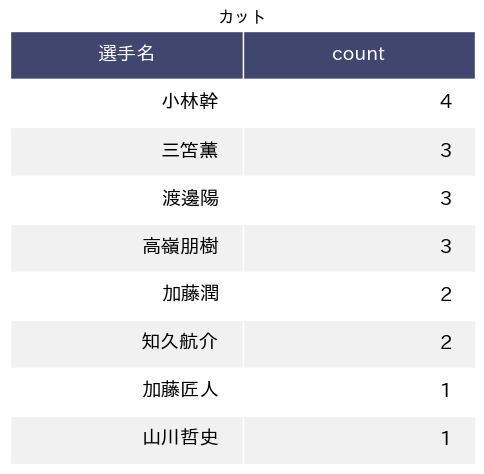 カット
選手名 count
小林幹 4
三笘薫 3
渡邊陽 3
高嶺朋樹 3
加藤潤 2
知久航介 2
加藤匠人 1
山川哲史 1